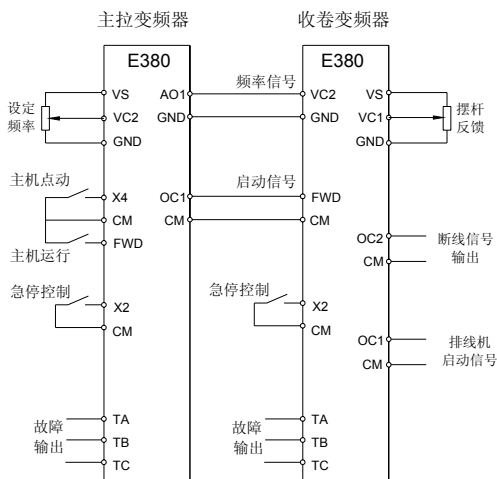 主拉变频器
收卷变频器
E380
E380
设定
频率
VS
VC2
GND
AO1
GND
频率信号
VC2
GND
VS
VC1
GND
摆杆
反馈
主机点动
X4
CM
FWD
主机运行
OC1
CM
启动信号
FWD
CM
OC2
CM
断线信号
输出
急停控制
X2
CM
急停控制
X2
CM
OC1
CM
排线机
启动信号
故障
输出
TA
TB
TC
故障
输出
TA
TB
TC